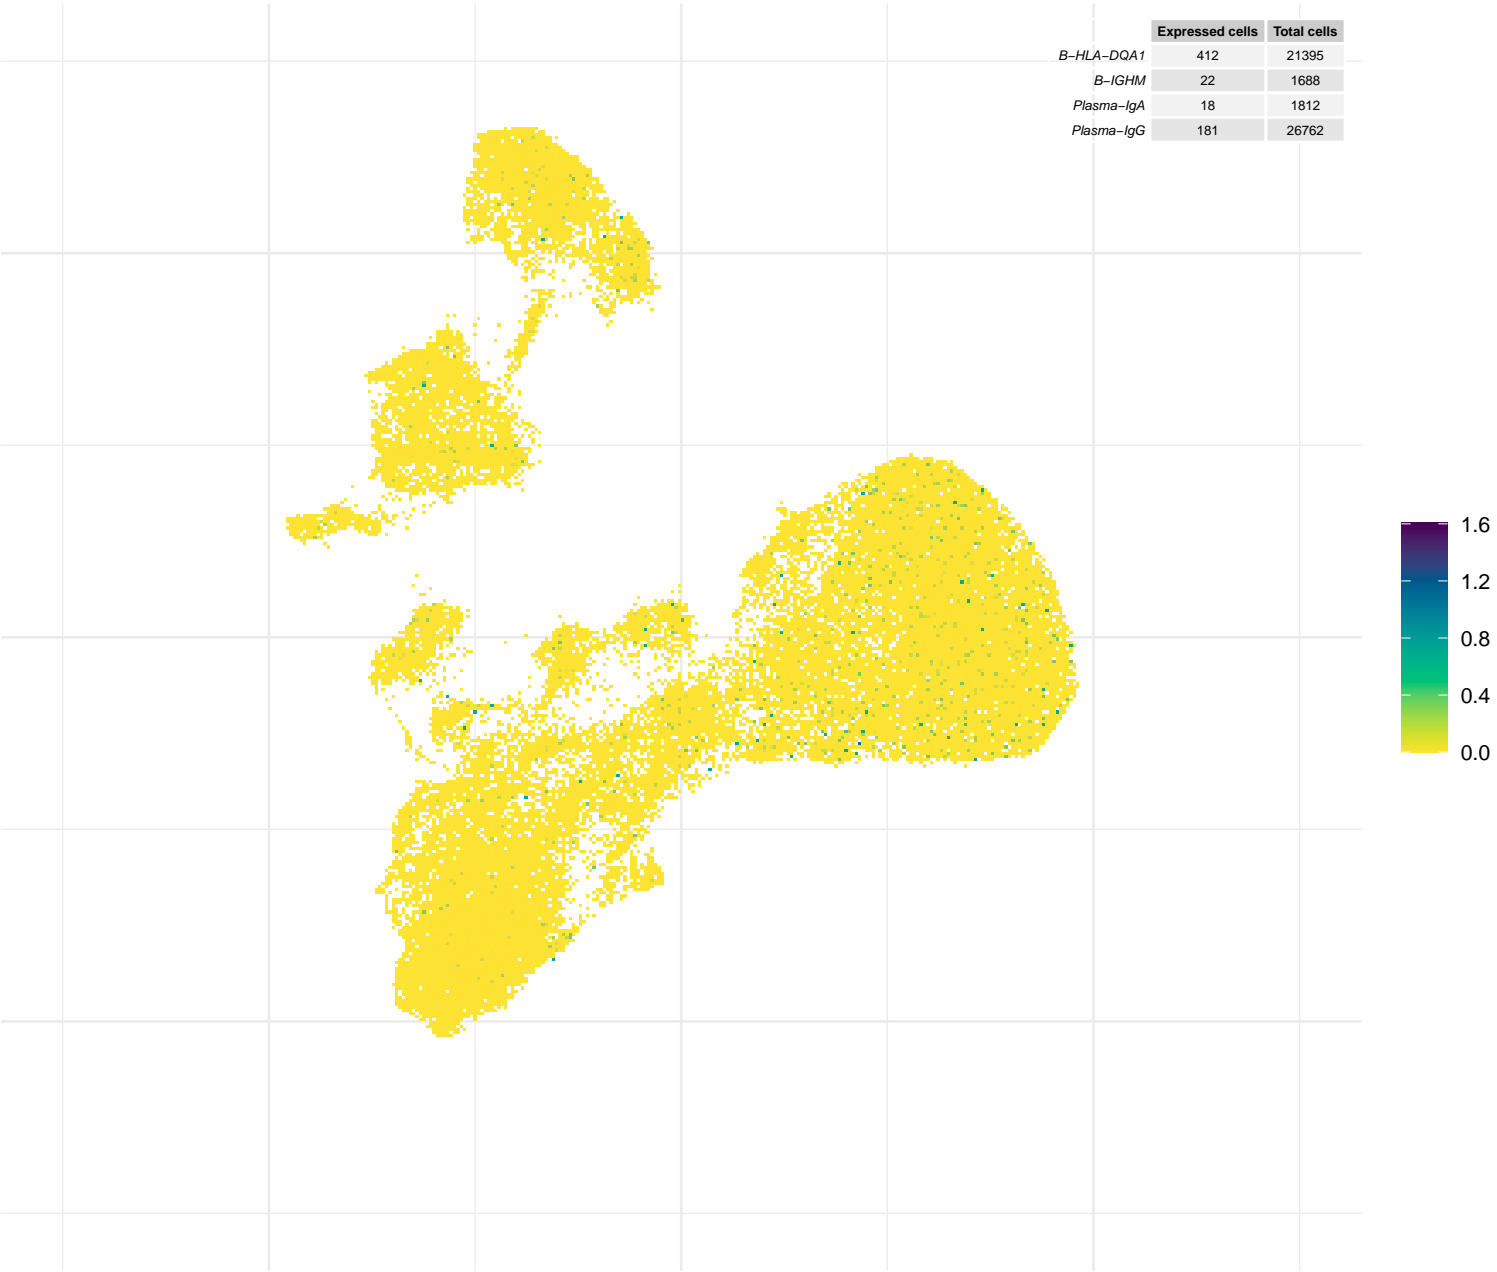 Expressed cells Total cells
B−HLA−DQA1 412 21395
B−IGHM 22 1688
Plasma−IgA 18 1812
Plasma−IgG 181 26762
1.6
1.2
0.8
0.4
0.0